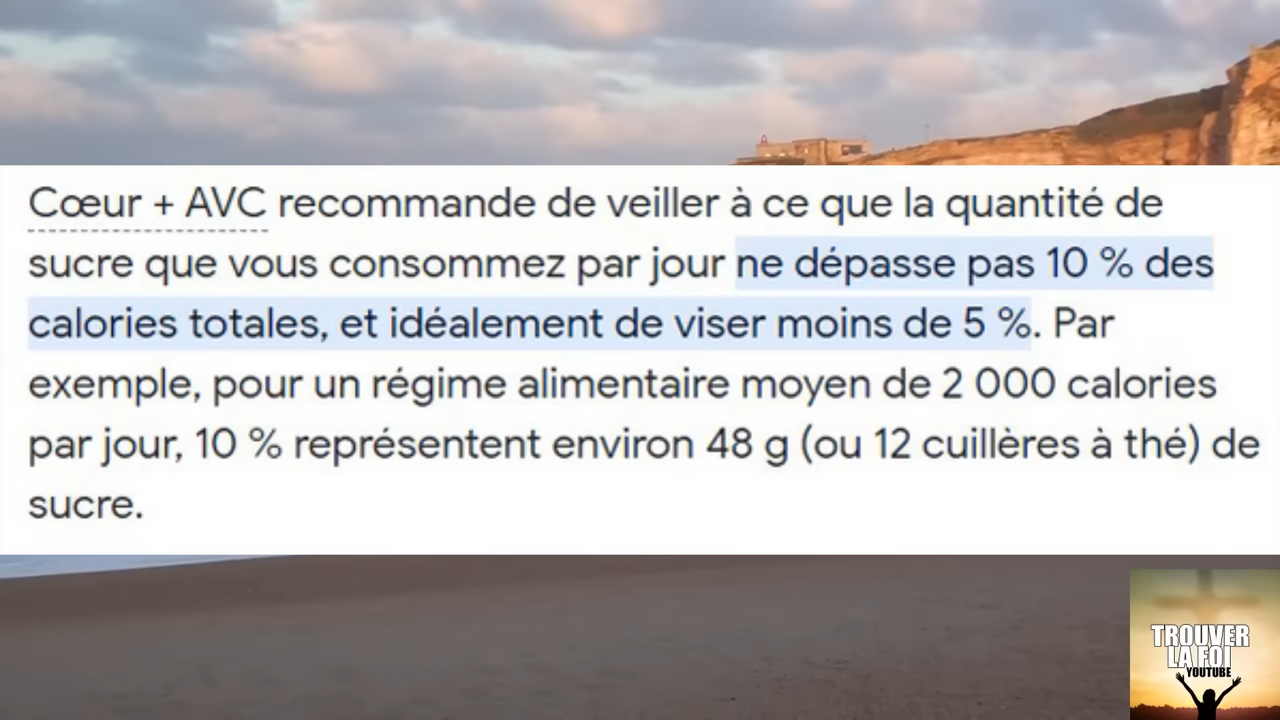 Cœur + AVC recommande de veiller à ce que la quantité de
sucre que vous consommez par jour ne dépasse pas 10 % des
calories totales, et idéalement de viser moins de 5 %. Par
exemple, pour un régime alimentaire moyen de 2 000 calories
par jour, 10 % représentent environ 48 g (ou 12 cuillères à thé) de
sucre.
TROUVER
LA FOI
YOUTUBE